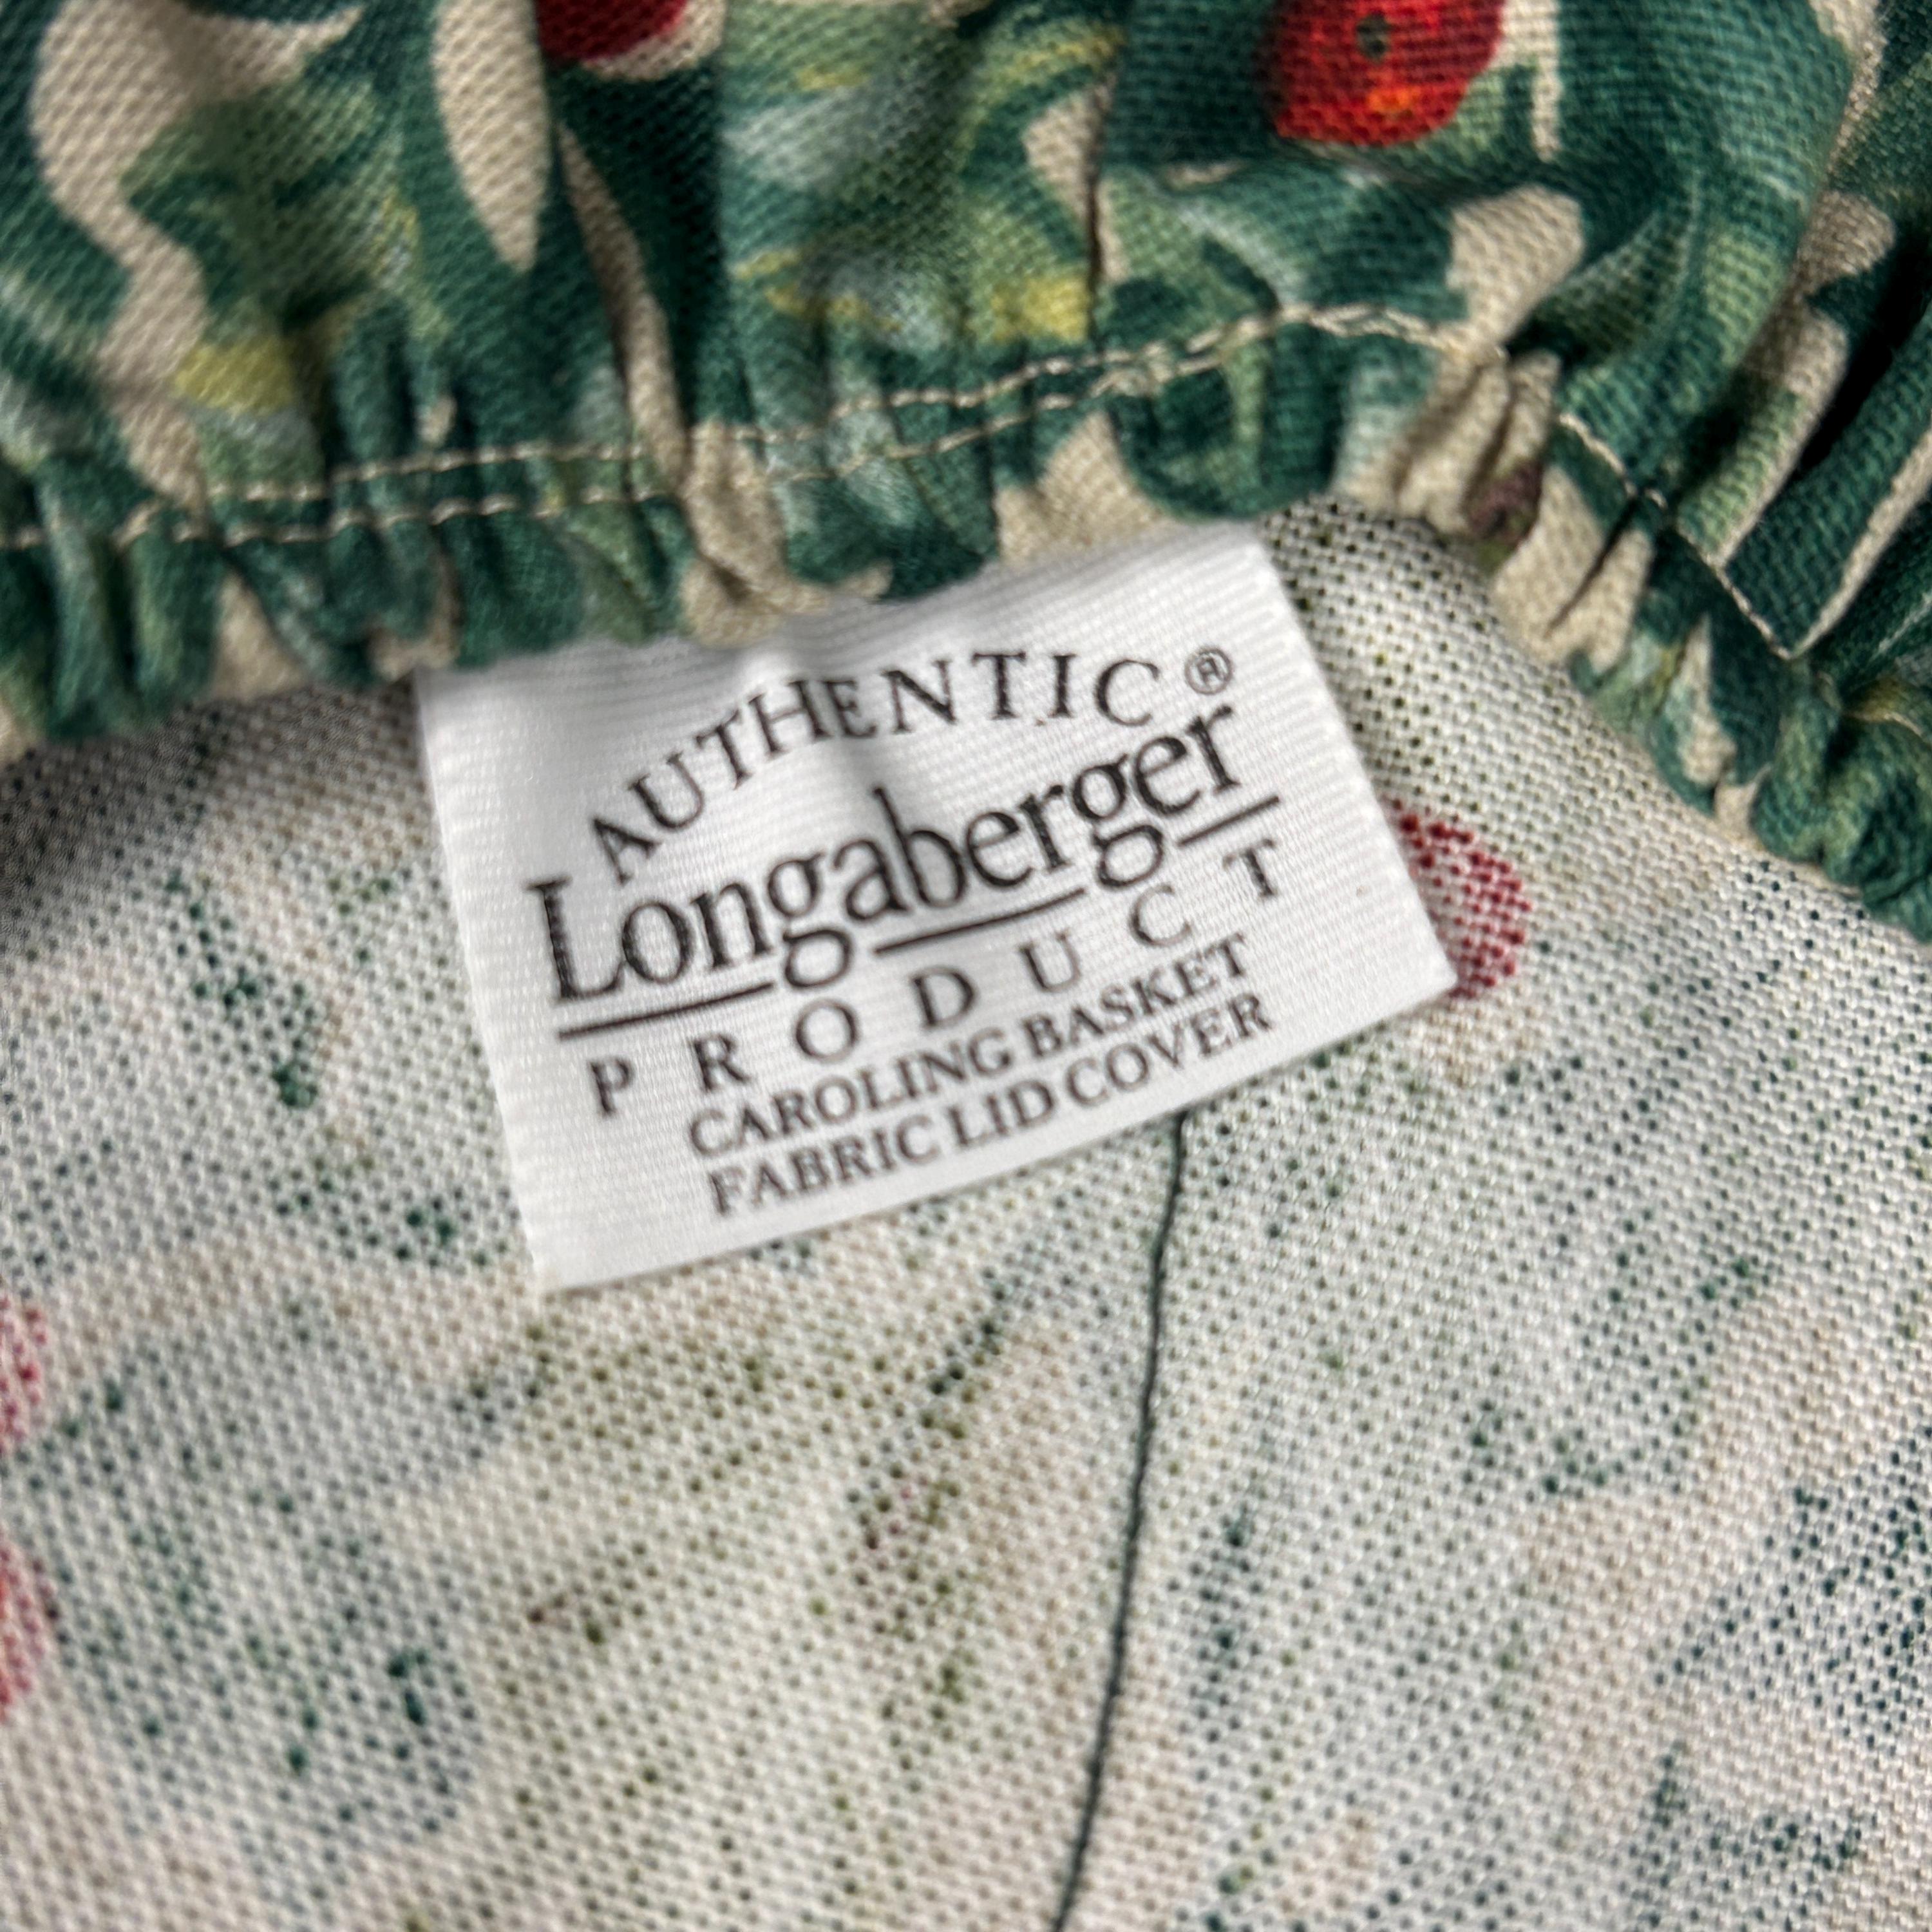 AUTHENTIC®
Longaberger
PRODUCT
CAROLING BASKET
FABRIC LID COVER